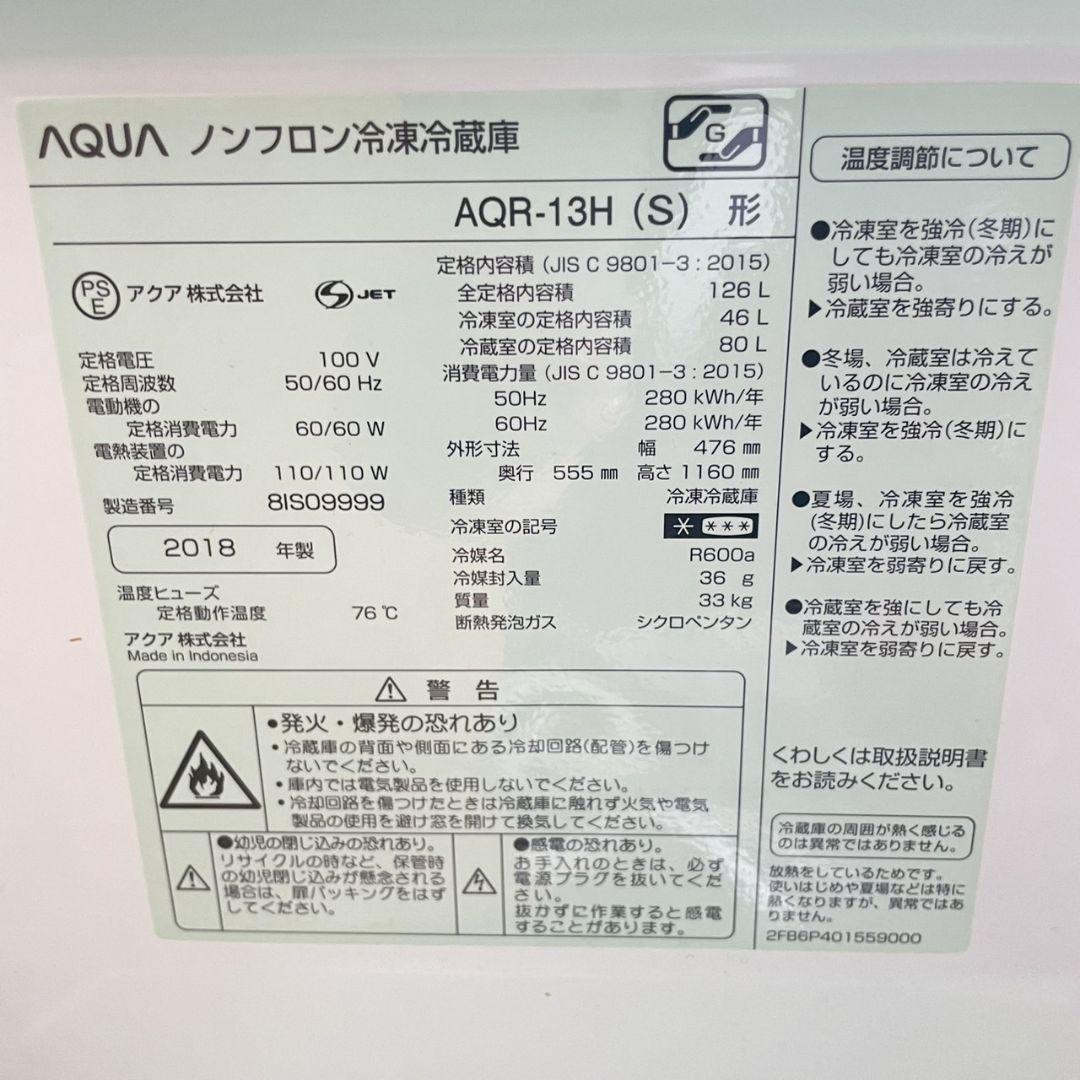 AQUA ノンフロン冷凍冷蔵庫
G
AQR-13H (S) 形
PS
E
アクア 株式会社
S JET
定格電圧 100 V
定格周波数 50/60 Hz
電動機の
定格消費電力 60/60 W
電熱装置の
定格消費電力 110/110 W
製造番号 8IS09999
2018 年製
温度ヒューズ
定格動作温度 76 ℃
アクア 株式会社
Made in Indonesia
定格内容積 (JIS C 9801-3 : 2015)
全定格内容積 126 L
冷凍室の定格内容積 46 L
冷蔵室の定格内容積 80 L
消費電力量 (JIS C 9801-3 : 2015)
50Hz 280 kWh/年
60Hz 280 kWh/年
外形寸法 幅 476 ㎜
奥行 555 ㎜ 高さ 1160 ㎜
種類 冷凍冷蔵庫
冷凍室の記号 * ***
冷媒名 R600a
冷媒封入量 36 g
質量 33 kg
断熱発泡ガス シクロペンタン
⚠ 警 告
•発火・爆発の恐れあり
•冷蔵庫の背面や側面にある冷却回路(配管)を傷つけ
ないでください。
•庫内では電気製品を使用しないでください。
•冷却回路を傷つけたときは冷蔵庫に触れず火気や電気
製品の使用を避け窓を開けて換気してください。
●幼児の閉じ込みの恐れあり。
リサイクルの時など、保管時
の幼児閉じ込みが懸念される
場合は、扉パッキングをはず
してください。
●感電の恐れあり。
お手入れのときは、必ず
電源プラグを抜いてくだ
さい。
抜かずに作業すると感電
することがあります。
温度調節について
●冷凍室を強冷(冬期)に
しても冷凍室の冷えが
弱い場合。
▶冷蔵室を強寄りにする。
●冬場、冷蔵室は冷えて
いるのに冷凍室の冷え
が弱い場合。
▶冷凍室を強冷(冬期)に
する。
●夏場、冷凍室を強冷
(冬期)にしたら冷蔵室
の冷えが弱い場合。
▶冷凍室を弱寄りに戻す。
●冷蔵室を強にしても冷
蔵室の冷えが弱い場合。
▶冷凍室を弱寄りに戻す。
くわしくは取扱説明書
をお読みください。
冷蔵庫の周囲が熱く感じる
のは異常ではありません。
放熱をしているためです。
使いはじめや夏場などは特に
熱くなりますが、異常ではあ
りません。
2FB6P401559000